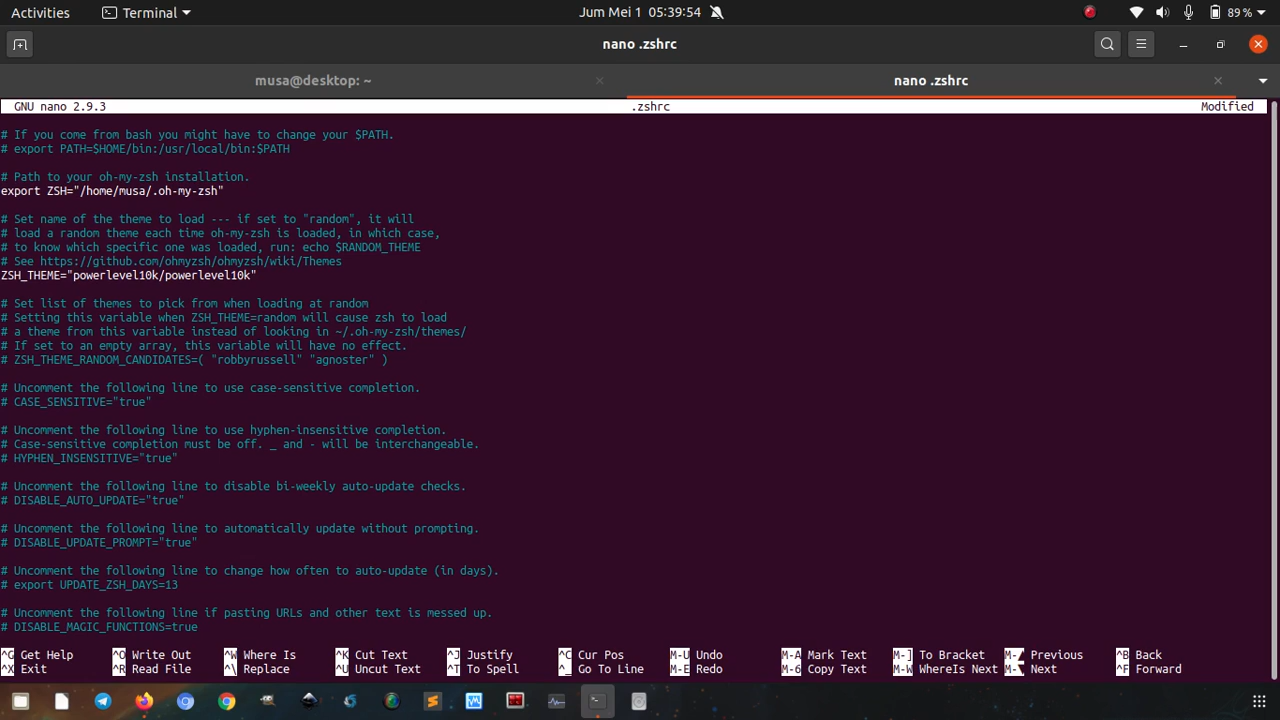 Activities
Terminal
Jum Mei 1 05:39:54
89 %
nano .zshrc
musa@desktop: ~
nano .zshrc
GNU nano 2.9.3
.zshrc
Modified
# If you come from bash you might have to change your $PATH.
# export PATH=$HOME/bin:/usr/local/bin:$PATH
# Path to your oh-my-zsh installation.
export ZSH="/home/musa/.oh-my-zsh"
# Set name of the theme to load --- if set to "random", it will
# load a random theme each time oh-my-zsh is loaded, in which case,
# to know which specific one was loaded, run: echo $RANDOM_THEME
# See https://github.com/ohmyzsh/ohmyzsh/wiki/Themes
ZSH_THEME="powerlevel10k/powerlevel10k"
# Set list of themes to pick from when loading at random
# Setting this variable when ZSH_THEME=random will cause zsh to load
# a theme from this variable instead of looking in ~/.oh-my-zsh/themes/
# If set to an empty array, this variable will have no effect.
# ZSH_THEME_RANDOM_CANDIDATES=( "robbyrussell" "agnoster" )
# Uncomment the following line to use case-sensitive completion.
# CASE_SENSITIVE="true"
# Uncomment the following line to use hyphen-insensitive completion.
# Case-sensitive completion must be off. _ and - will be interchangeable.
# HYPHEN_INSENSITIVE="true"
# Uncomment the following line to disable bi-weekly auto-update checks.
# DISABLE_AUTO_UPDATE="true"
# Uncomment the following line to automatically update without prompting.
# DISABLE_UPDATE_PROMPT="true"
# Uncomment the following line to change how often to auto-update (in days).
# export UPDATE_ZSH_DAYS=13
# Uncomment the following line if pasting URLs and other text is messed up.
# DISABLE_MAGIC_FUNCTIONS=true
^G Get Help ^O Write Out ^W Where Is ^K Cut Text ^J Justify ^C Cur Pos M-U Undo M-A Mark Text M-] To Bracket M-/ Previous ^B Back
^X Exit ^R Read File ^\ Replace ^U Uncut Text ^T To Spell ^_ Go To Line M-E Redo M-6 Copy Text M-W WhereIs Next M-\ Next ^F Forward